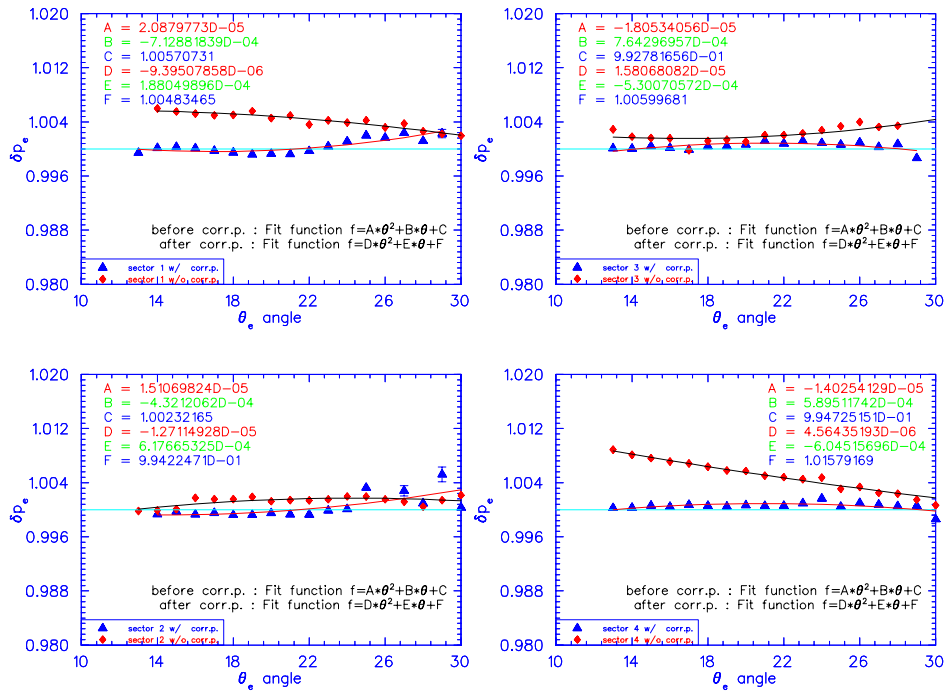 1.020
1.012
1.004
0.996
0.988
0.980
δpₑ
A = 2.0879773D−05
B = −7.12881839D−04
C = 1.00570731
D = −9.39507858D−06
E = 1.88049896D−04
F = 1.00483465
before corr.p. : Fit function f=A*θ²+B*θ+C
after corr.p. : Fit function f=D*θ²+E*θ+F
sector 1 w/ corr.p.
sector 1 w/o corr.p.
10 14 18 22 26 30
θₑ angle
1.020
1.012
1.004
0.996
0.988
0.980
δpₑ
A = −1.80534056D−05
B = 7.64296957D−04
C = 9.92781656D−01
D = 1.58068082D−05
E = −5.30070572D−04
F = 1.00599681
before corr.p. : Fit function f=A*θ²+B*θ+C
after corr.p. : Fit function f=D*θ²+E*θ+F
sector 3 w/ corr.p.
sector 3 w/o corr.p.
10 14 18 22 26 30
θₑ angle
1.020
1.012
1.004
0.996
0.988
0.980
δpₑ
A = 1.51069824D−05
B = −4.3212062D−04
C = 1.00232165
D = −1.27114928D−05
E = 6.17665325D−04
F = 9.9422471D−01
before corr.p. : Fit function f=A*θ²+B*θ+C
after corr.p. : Fit function f=D*θ²+E*θ+F
sector 2 w/ corr.p.
sector 2 w/o corr.p.
10 14 18 22 26 30
θₑ angle
1.020
1.012
1.004
0.996
0.988
0.980
δpₑ
A = −1.40254129D−05
B = 5.89511742D−04
C = 9.94725151D−01
D = 4.56435193D−06
E = −6.04515696D−04
F = 1.01579169
before corr.p. : Fit function f=A*θ²+B*θ+C
after corr.p. : Fit function f=D*θ²+E*θ+F
sector 4 w/ corr.p.
sector 4 w/o corr.p.
10 14 18 22 26 30
θₑ angle